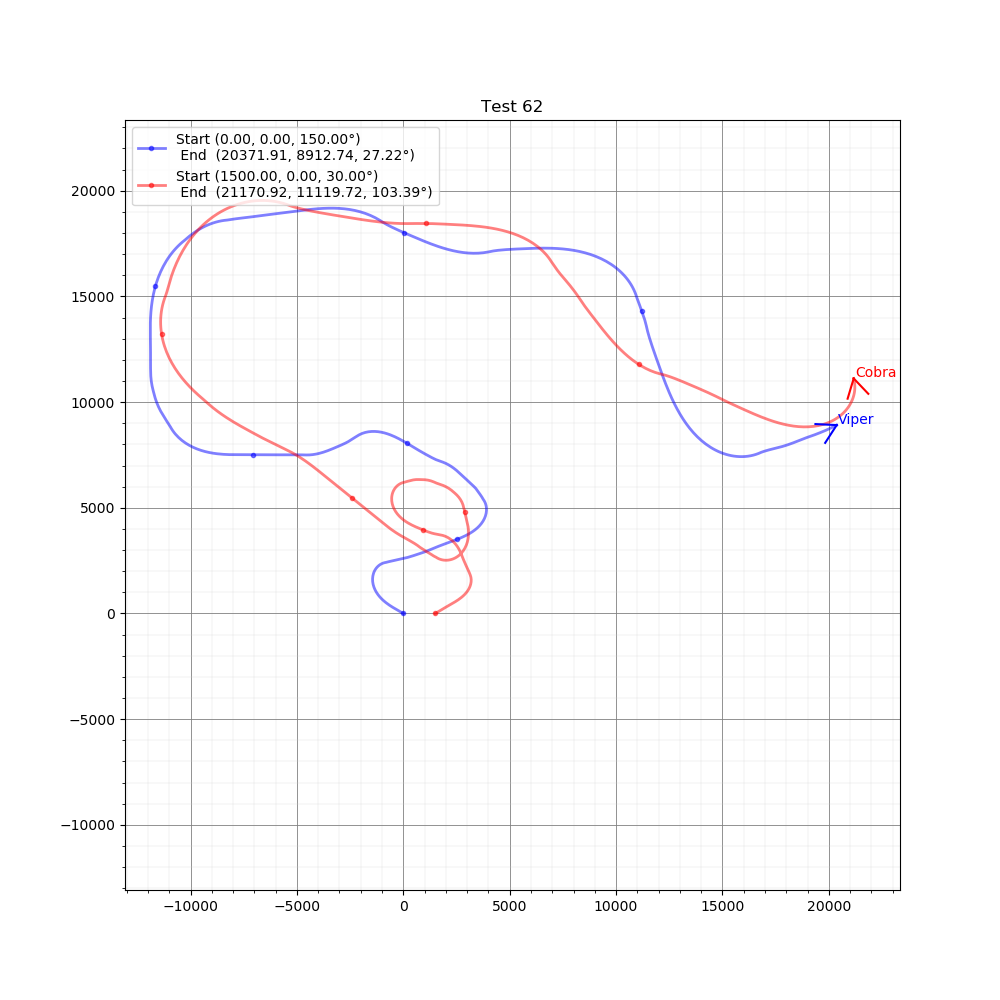 Test 62
Start (0.00, 0.00, 150.00°)
End (20371.91, 8912.74, 27.22°)
Start (1500.00, 0.00, 30.00°)
End (21170.92, 11119.72, 103.39°)
20000
15000
10000
5000
0
−5000
−10000
Cobra
Viper
−10000 −5000 0 5000 10000 15000 20000